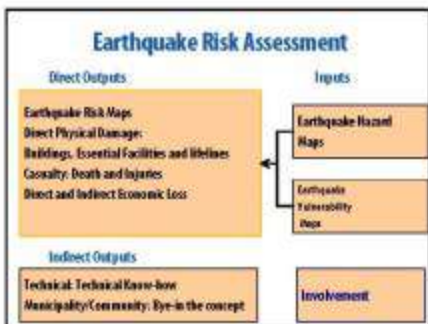 Earthquake Risk Assessment
Direct Outputs
Earthquake Risk Maps
Direct Physical Damage:
Buildings, Essential Facilities and lifelines
Casualty: Death and Injuries
Direct and Indirect Economic Loss
Inputs
Earthquake Hazard
Maps
Earthquake
Vulnerability
Maps
Indirect Outputs
Technical: Technical Know-how
Municipality/Community: Bye-in the concept
Involvement